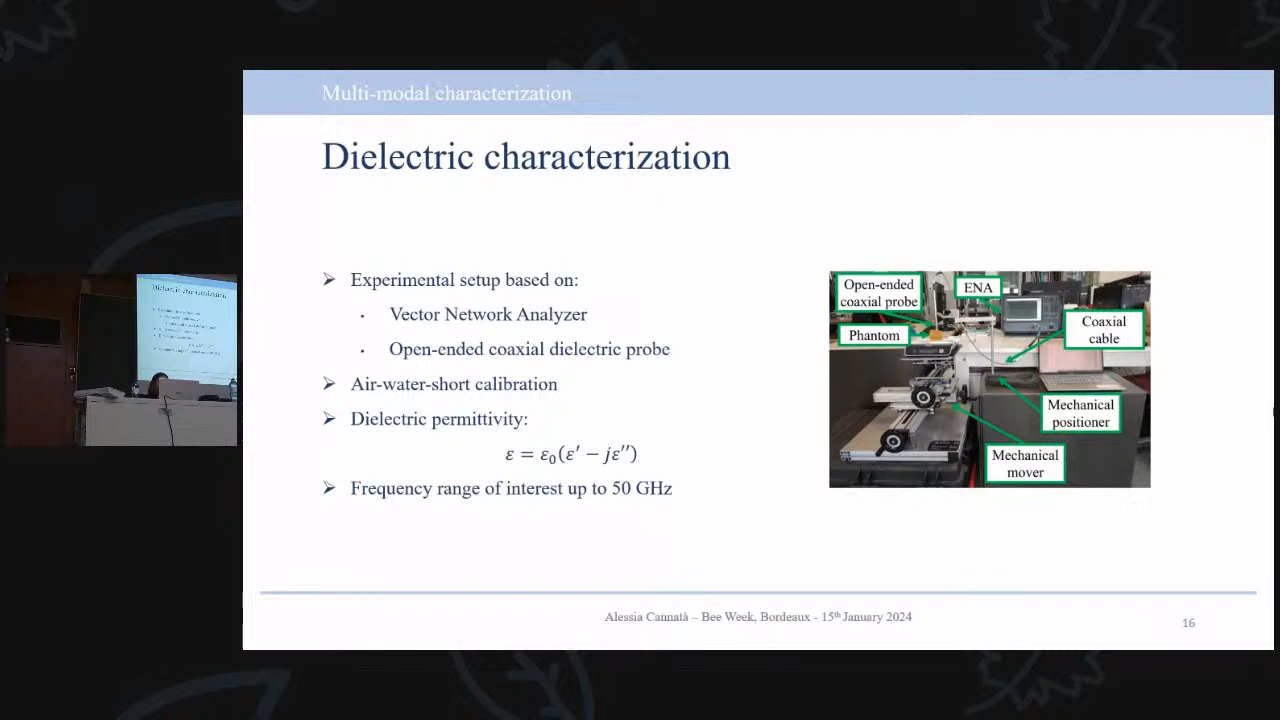 Multi-modal characterization
Dielectric characterization
➢ Experimental setup based on:
▪ Vector Network Analyzer
▪ Open-ended coaxial dielectric probe
➢ Air-water-short calibration
➢ Dielectric permittivity:
ε = ε₀(ε′ − jε′′)
➢ Frequency range of interest up to 50 GHz
Open-ended
coaxial probe
ENA
Phantom
Coaxial
cable
Mechanical
positioner
Mechanical
mover
Alessia Cannatà – Bee Week, Bordeaux - 15th January 2024
16
Dielectric characterization